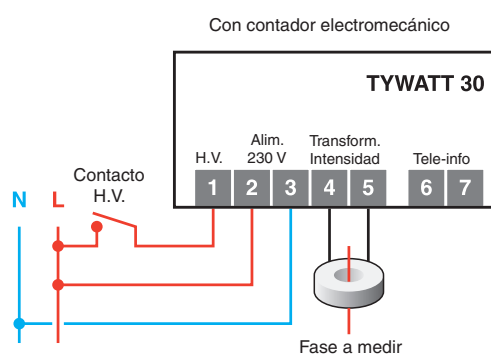 Con contador electromecánico
TYWATT 30
Alim.
Transform.
H.V.
230 V
Intensidad
Tele-info
1 2 3 4 5 6 7
Contacto
H.V.
N L
Fase a medir